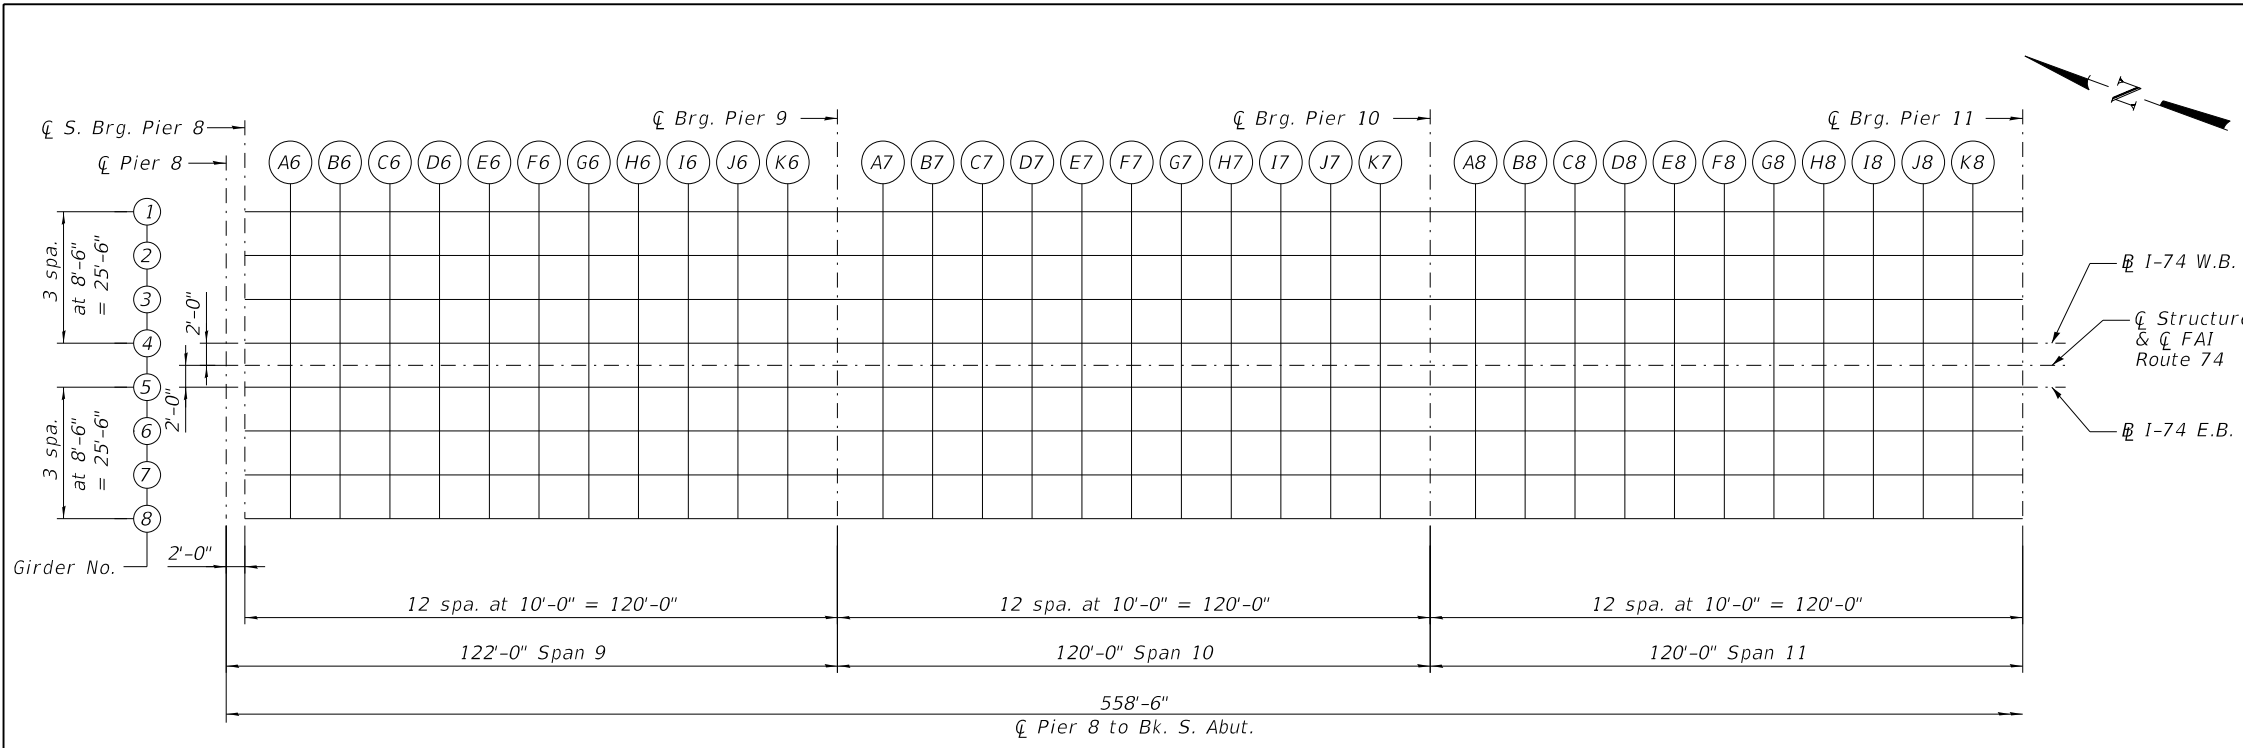 ℄ S. Brg. Pier 8
℄ Pier 8
℄ Brg. Pier 9
℄ Brg. Pier 10
℄ Brg. Pier 11
N
A6 B6 C6 D6 E6 F6 G6 H6 I6 J6 K6
A7 B7 C7 D7 E7 F7 G7 H7 I7 J7 K7
A8 B8 C8 D8 E8 F8 G8 H8 I8 J8 K8
1
2
3
4
5
6
7
8
3 spa.
at 8'-6"
= 25'-6"
2'-0"
2'-0"
3 spa.
at 8'-6"
= 25'-6"
Girder No.
2'-0"
B℄ I-74 W.B.
℄ Structure
& ℄ FAI
Route 74
B℄ I-74 E.B.
12 spa. at 10'-0" = 120'-0"
12 spa. at 10'-0" = 120'-0"
12 spa. at 10'-0" = 120'-0"
122'-0" Span 9
120'-0" Span 10
120'-0" Span 11
558'-6"
℄ Pier 8 to Bk. S. Abut.